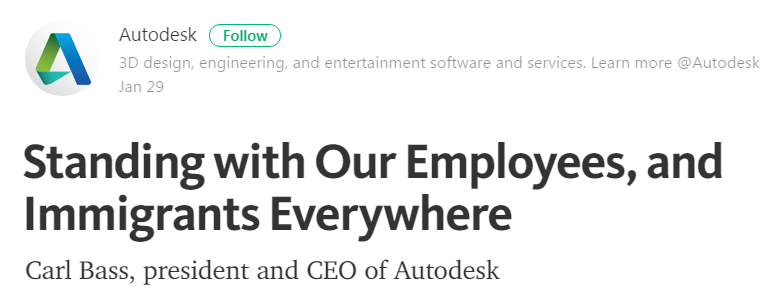 Autodesk Follow
3D design, engineering, and entertainment software and services. Learn more @Autodesk
Jan 29
Standing with Our Employees, and
Immigrants Everywhere
Carl Bass, president and CEO of Autodesk